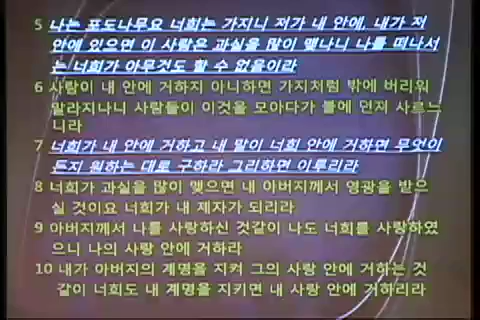 5 나는 포도나무요 너희는 가지니 저가 내 안에, 내가 저
안에 있으면 이 사람은 과실을 많이 맺나니 나를 떠나서
는 너희가 아무것도 할 수 없음이라
6 사람이 내 안에 거하지 아니하면 가지처럼 밖에 버리워
말라지나니 사람들이 이것을 모아다가 불에 던져 사르느
니라
7 너희가 내 안에 거하고 내 말이 너희 안에 거하면 무엇이
든지 원하는 대로 구하라 그리하면 이루리라
8 너희가 과실을 많이 맺으면 내 아버지께서 영광을 받으
실 것이요 너희가 내 제자가 되리라
9 아버지께서 나를 사랑하신 것같이 나도 너희를 사랑하였
으니 나의 사랑 안에 거하라
10 내가 아버지의 계명을 지켜 그의 사랑 안에 거하는 것
같이 너희도 내 계명을 지키면 내 사랑 안에 거하리라